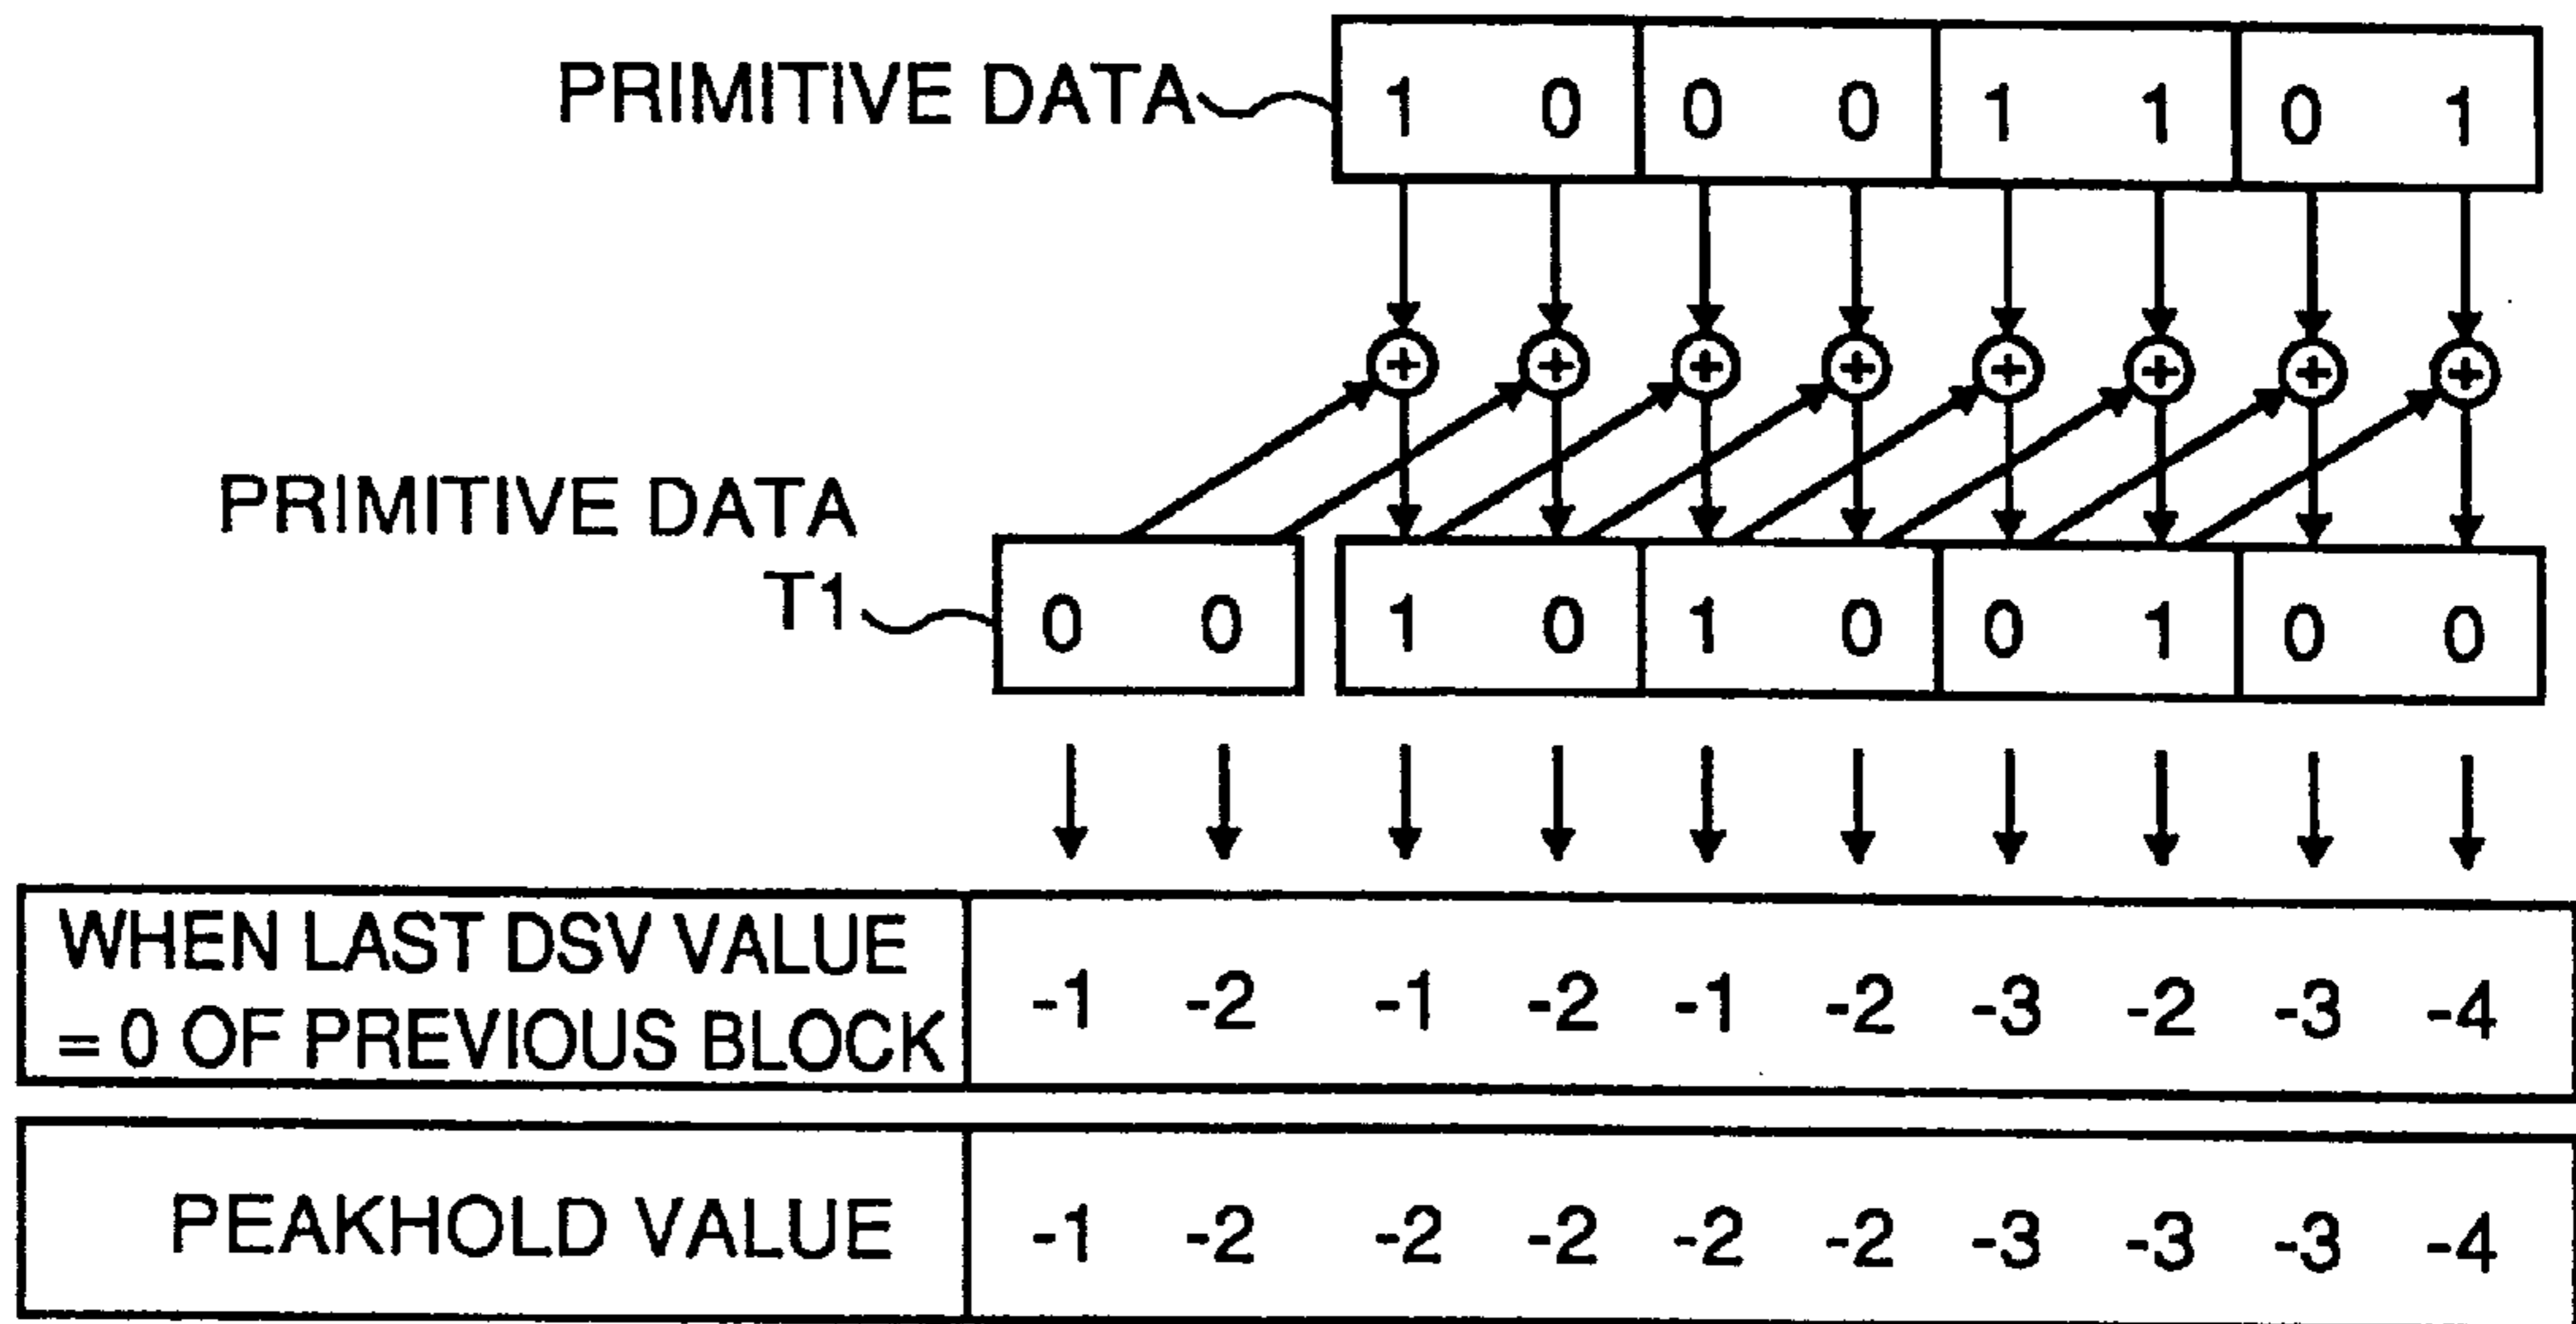 PRIMITIVE DATA 1 0 0 0 1 1 0 1
+ + + + + + + +
PRIMITIVE DATA
T1 0 0 1 0 1 0 0 1 0 0
WHEN LAST DSV VALUE
= 0 OF PREVIOUS BLOCK
-1 -2 -1 -2 -1 -2 -3 -2 -3 -4
PEAKHOLD VALUE -1 -2 -2 -2 -2 -2 -3 -3 -3 -4